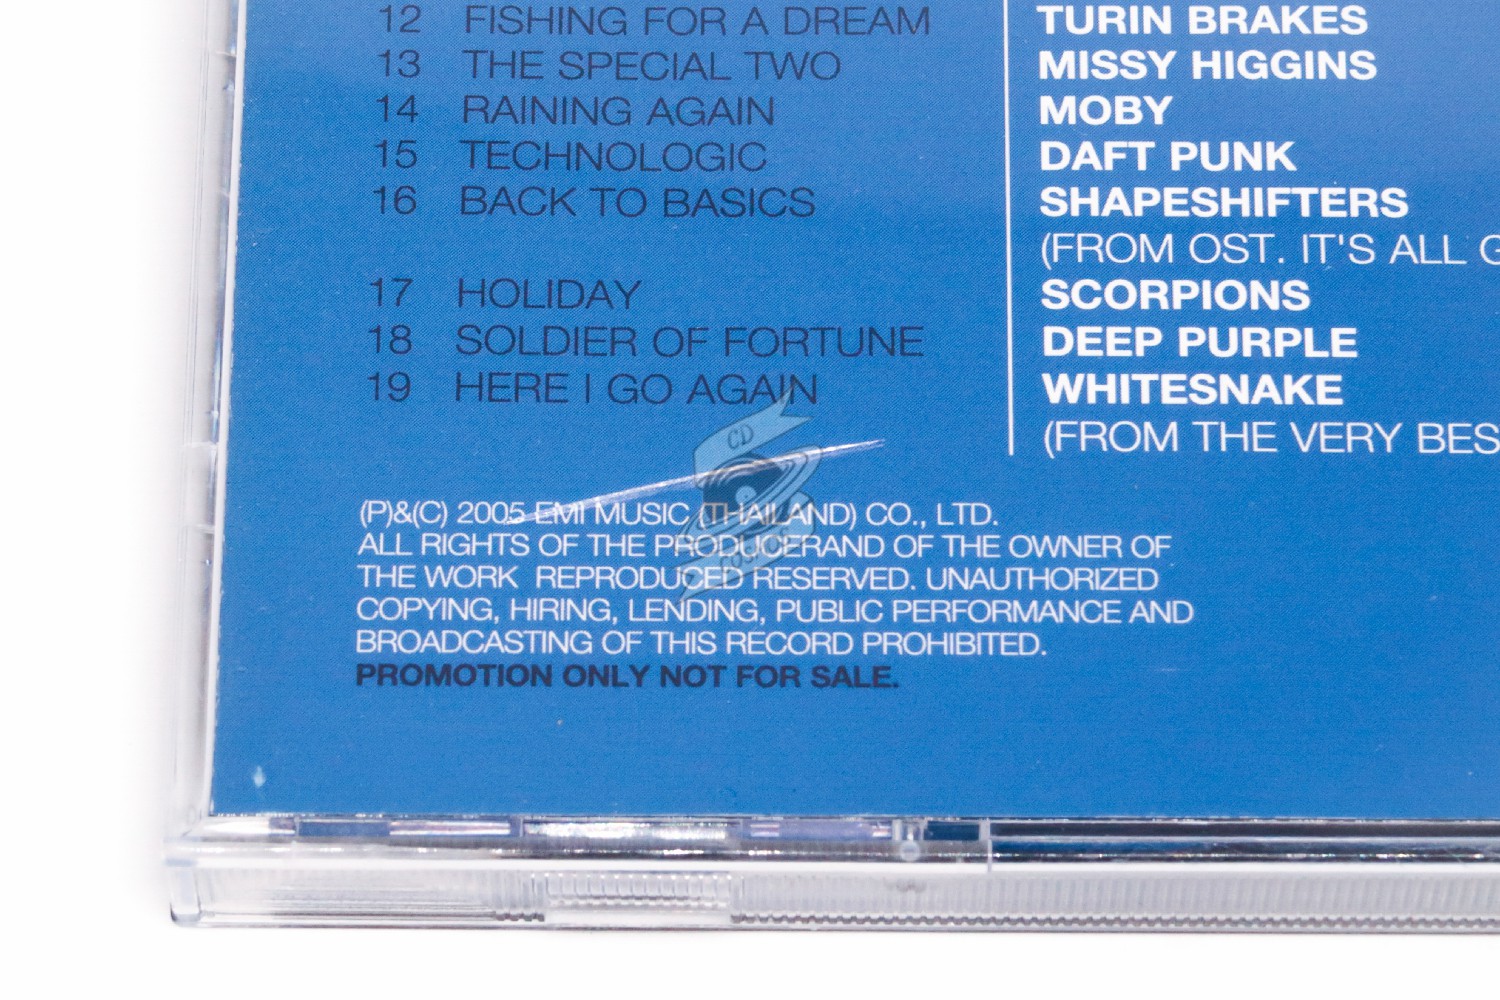 12 FISHING FOR A DREAM TURIN BRAKES
13 THE SPECIAL TWO MISSY HIGGINS
14 RAINING AGAIN MOBY
15 TECHNOLOGIC DAFT PUNK
16 BACK TO BASICS SHAPESHIFTERS
(FROM OST. IT'S ALL G
17 HOLIDAY SCORPIONS
18 SOLDIER OF FORTUNE DEEP PURPLE
19 HERE I GO AGAIN WHITESNAKE
(FROM THE VERY BES
CD
(P)&(C) 2005 EMI MUSIC (THAILAND) CO., LTD.
ALL RIGHTS OF THE PRODUCERAND OF THE OWNER OF
THE WORK REPRODUCED RESERVED. UNAUTHORIZED
COPYING, HIRING, LENDING, PUBLIC PERFORMANCE AND
BROADCASTING OF THIS RECORD PROHIBITED.
PROMOTION ONLY NOT FOR SALE.